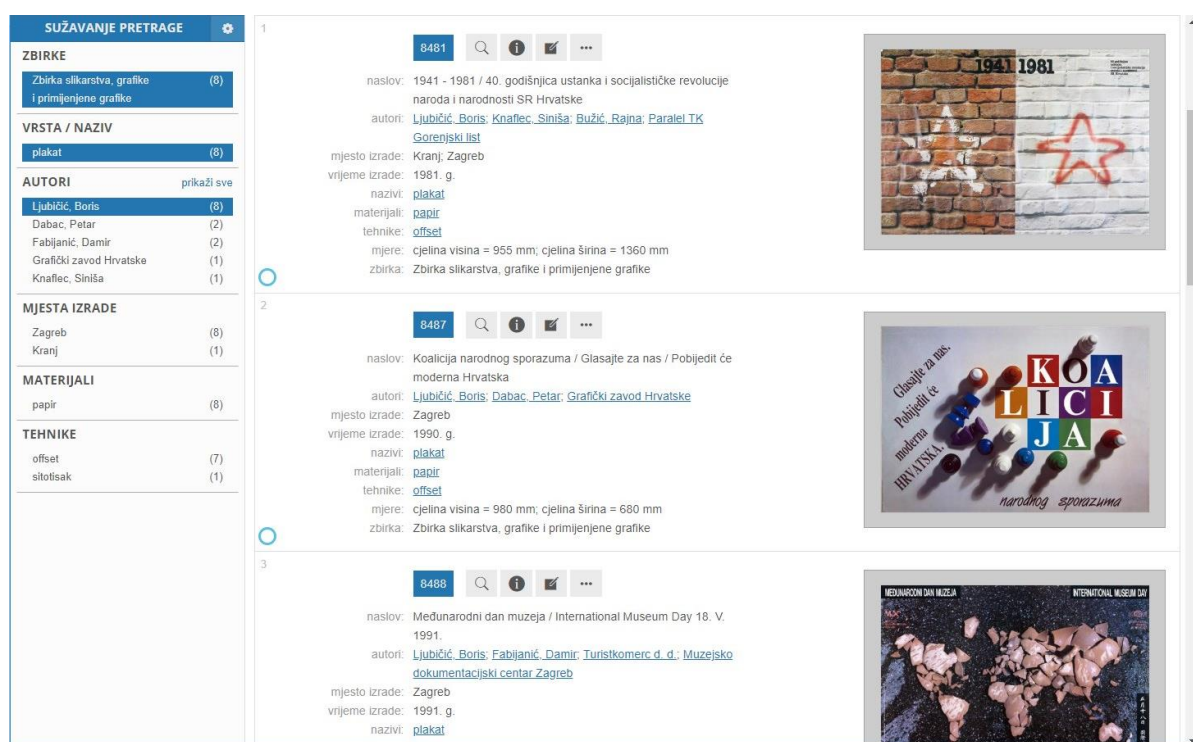 SUŽAVANJE PRETRAGE
ZBIRKE
Zbirka slikarstva, grafike (8)
i primijenjene grafike
VRSTA / NAZIV
plakat (8)
AUTORI prikaži sve
Ljubičić, Boris (8)
Dabac, Petar (2)
Fabijanić, Damir (2)
Grafički zavod Hrvatske (1)
Knaflec, Siniša (1)
MJESTA IZRADE
Zagreb (8)
Kranj (1)
MATERIJALI
papir (8)
TEHNIKE
offset (7)
sitotisak (1)
1
8481
naslov: 1941 - 1981 / 40. godišnjica ustanka i socijalističke revolucije
naroda i narodnosti SR Hrvatske
autori: Ljubičić, Boris; Knaflec, Siniša; Bužić, Rajna; Paralel TK
Gorenjski list
mjesto izrade: Kranj; Zagreb
vrijeme izrade: 1981. g.
nazivi: plakat
materijali: papir
tehnike: offset
mjere: cjelina visina = 955 mm; cjelina širina = 1360 mm
zbirka: Zbirka slikarstva, grafike i primijenjene grafike
1941 1981
2
8487
naslov: Koalicija narodnog sporazuma / Glasajte za nas / Pobijedit će
moderna Hrvatska
autori: Ljubičić, Boris; Dabac, Petar; Grafički zavod Hrvatske
mjesto izrade: Zagreb
vrijeme izrade: 1990. g.
nazivi: plakat
materijali: papir
tehnike: offset
mjere: cjelina visina = 980 mm; cjelina širina = 680 mm
zbirka: Zbirka slikarstva, grafike i primijenjene grafike
Glasajte za nas.
Pobijedit će
moderna
HRVATSKA.
KOA
LICI
JA
narodnog sporazuma
3
8488
naslov: Međunarodni dan muzeja / International Museum Day 18. V.
1991.
autori: Ljubičić, Boris; Fabijanić, Damir; Turistkomerc d. d.; Muzejsko
dokumentacijski centar Zagreb
mjesto izrade: Zagreb
vrijeme izrade: 1991. g.
nazivi: plakat
MEĐUNARODNI DAN MUZEJA
INTERNATIONAL MUSEUM DAY